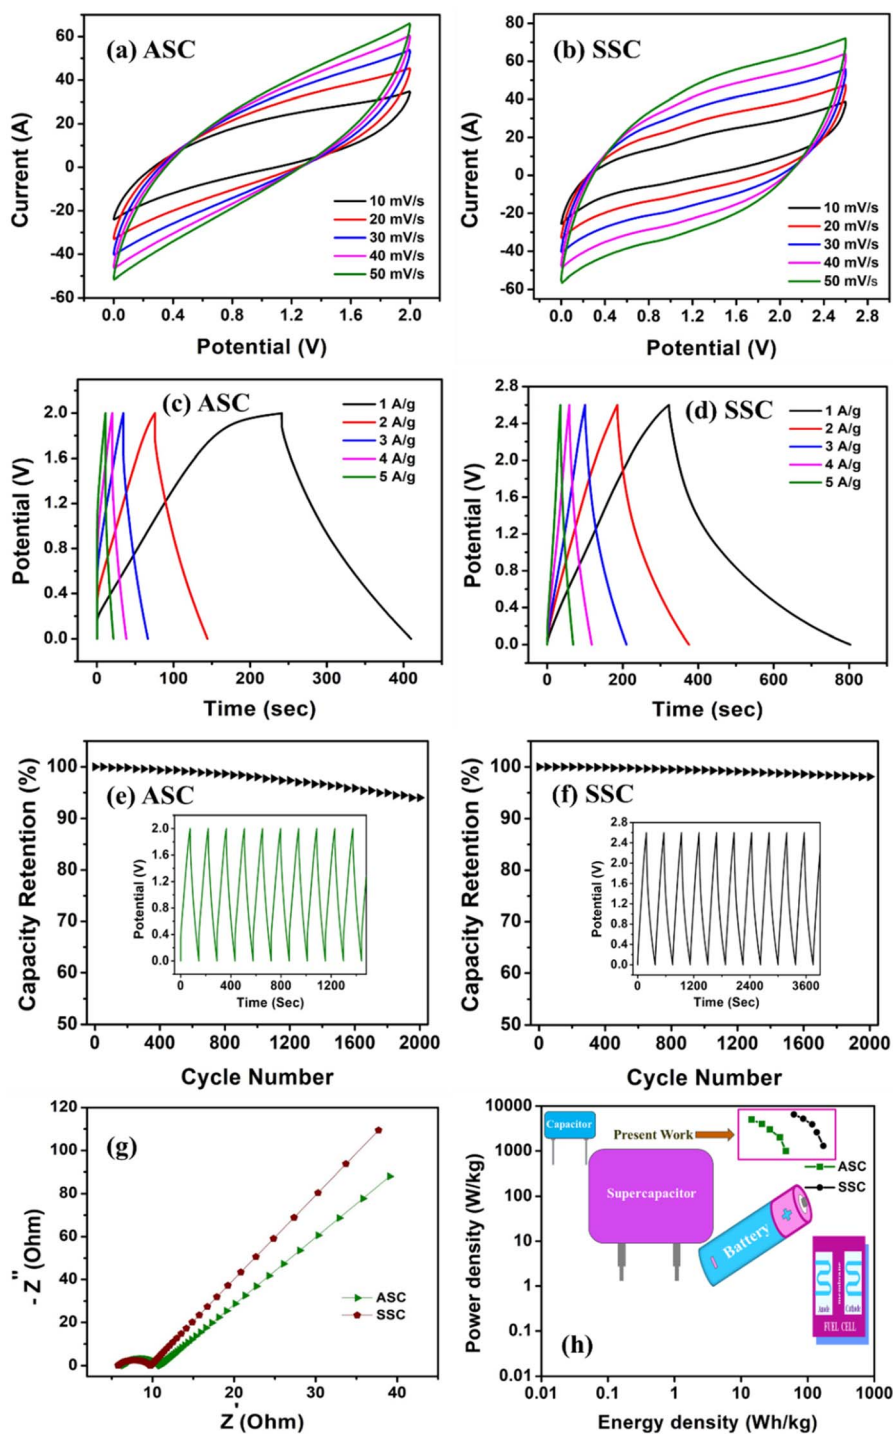 (a) ASC
Current (A)
60
40
20
0
-20
-40
-60
10 mV/s
20 mV/s
30 mV/s
40 mV/s
50 mV/s
0.0 0.4 0.8 1.2 1.6 2.0
Potential (V)
(b) SSC
Current (A)
80
60
40
20
0
-20
-40
-60
10 mV/s
20 mV/s
30 mV/s
40 mV/s
50 mV/s
0.0 0.4 0.8 1.2 1.6 2.0 2.4 2.8
Potential (V)
(c) ASC
Potential (V)
2.0
1.6
1.2
0.8
0.4
0.0
1 A/g
2 A/g
3 A/g
4 A/g
5 A/g
0 100 200 300 400
Time (sec)
(d) SSC
Potential (V)
2.8
2.4
2.0
1.6
1.2
0.8
0.4
0.0
1 A/g
2 A/g
3 A/g
4 A/g
5 A/g
0 200 400 600 800
Time (sec)
(e) ASC
Capacity Retention (%)
100
90
80
70
60
50
Potential (V)
2.0
1.6
1.2
0.8
0.4
0.0
0 400 800 1200
Time (Sec)
0 400 800 1200 1600 2000
Cycle Number
(f) SSC
Capacity Retention (%)
100
90
80
70
60
50
Potential (V)
2.8
2.4
2.0
1.6
1.2
0.8
0.4
0.0
0 1200 2400 3600
Time (Sec)
0 400 800 1200 1600 2000
Cycle Number
(g)
- Z'' (Ohm)
120
100
80
60
40
20
0
ASC
SSC
10 20 30 40
Z' (Ohm)
Power density (W/kg)
10000
1000
100
10
1
0.1
0.01
Capacitor
Present Work
ASC
SSC
Supercapacitor
Battery
Anode
Cathode
FUEL CELL
(h)
0.01 0.1 1 10 100 1000
Energy density (Wh/kg)